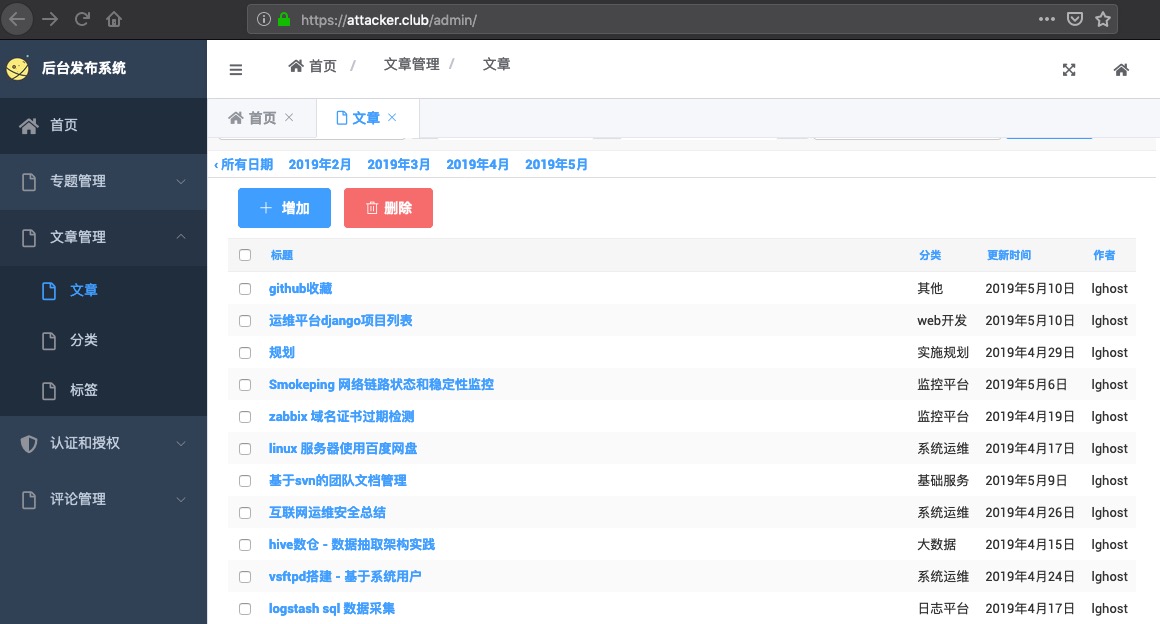 https://attacker.club/admin/
后台发布系统
首页 / 文章管理 / 文章
首页
文章
首页
专题管理
文章管理
文章
分类
标签
认证和授权
评论管理
‹所有日期 2019年2月 2019年3月 2019年4月 2019年5月
增加 删除
标题 分类 更新时间 作者
github收藏 其他 2019年5月10日 lghost
运维平台django项目列表 web开发 2019年5月10日 lghost
规划 实施规划 2019年4月29日 lghost
Smokeping 网络链路状态和稳定性监控 监控平台 2019年5月6日 lghost
zabbix 域名证书过期检测 监控平台 2019年4月19日 lghost
linux 服务器使用百度网盘 系统运维 2019年4月17日 lghost
基于svn的团队文档管理 基础服务 2019年5月9日 lghost
互联网运维安全总结 系统运维 2019年4月26日 lghost
hive数仓 - 数据抽取架构实践 大数据 2019年4月15日 lghost
vsftpd搭建 - 基于系统用户 系统运维 2019年4月24日 lghost
logstash sql 数据采集 日志平台 2019年4月17日 lghost